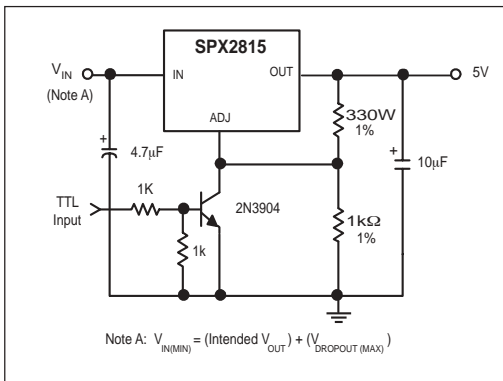 SPX2815
V_IN
IN
OUT
5V
(Note A)
ADJ
330W
1%
+
4.7µF
+
10µF
1K
TTL
Input
2N3904
1kΩ
1%
1k
Note A: V_IN(MIN) = (Intended V_OUT) + (V_DROPOUT (MAX))